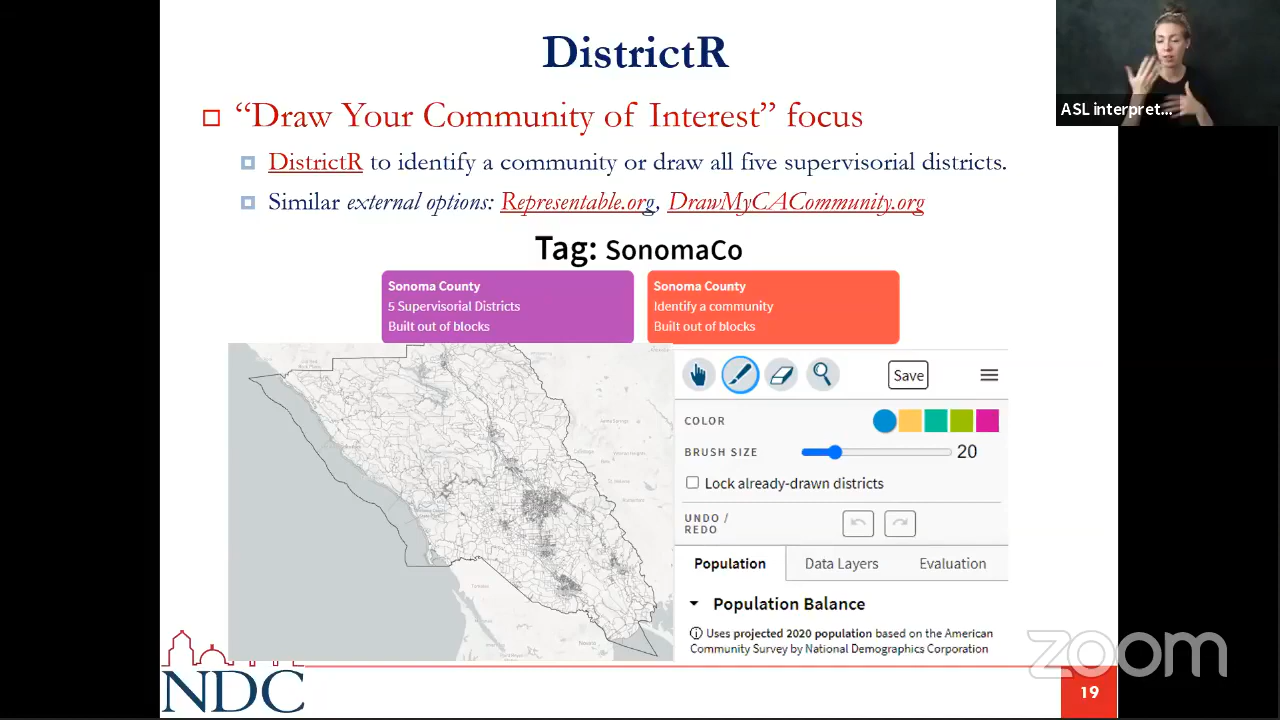 DistrictR
“Draw Your Community of Interest” focus
DistrictR to identify a community or draw all five supervisorial districts.
Similar external options: Representable.org, DrawMyCACommunity.org
Tag: SonomaCo
Sonoma County
5 Supervisorial Districts
Built out of blocks
Sonoma County
Identify a community
Built out of blocks
Save
COLOR
BRUSH SIZE 20
Lock already-drawn districts
UNDO /
REDO
Population Data Layers Evaluation
Population Balance
Uses projected 2020 population based on the American
Community Survey by National Demographics Corporation
NDC
19
ASL interpret...
zoom